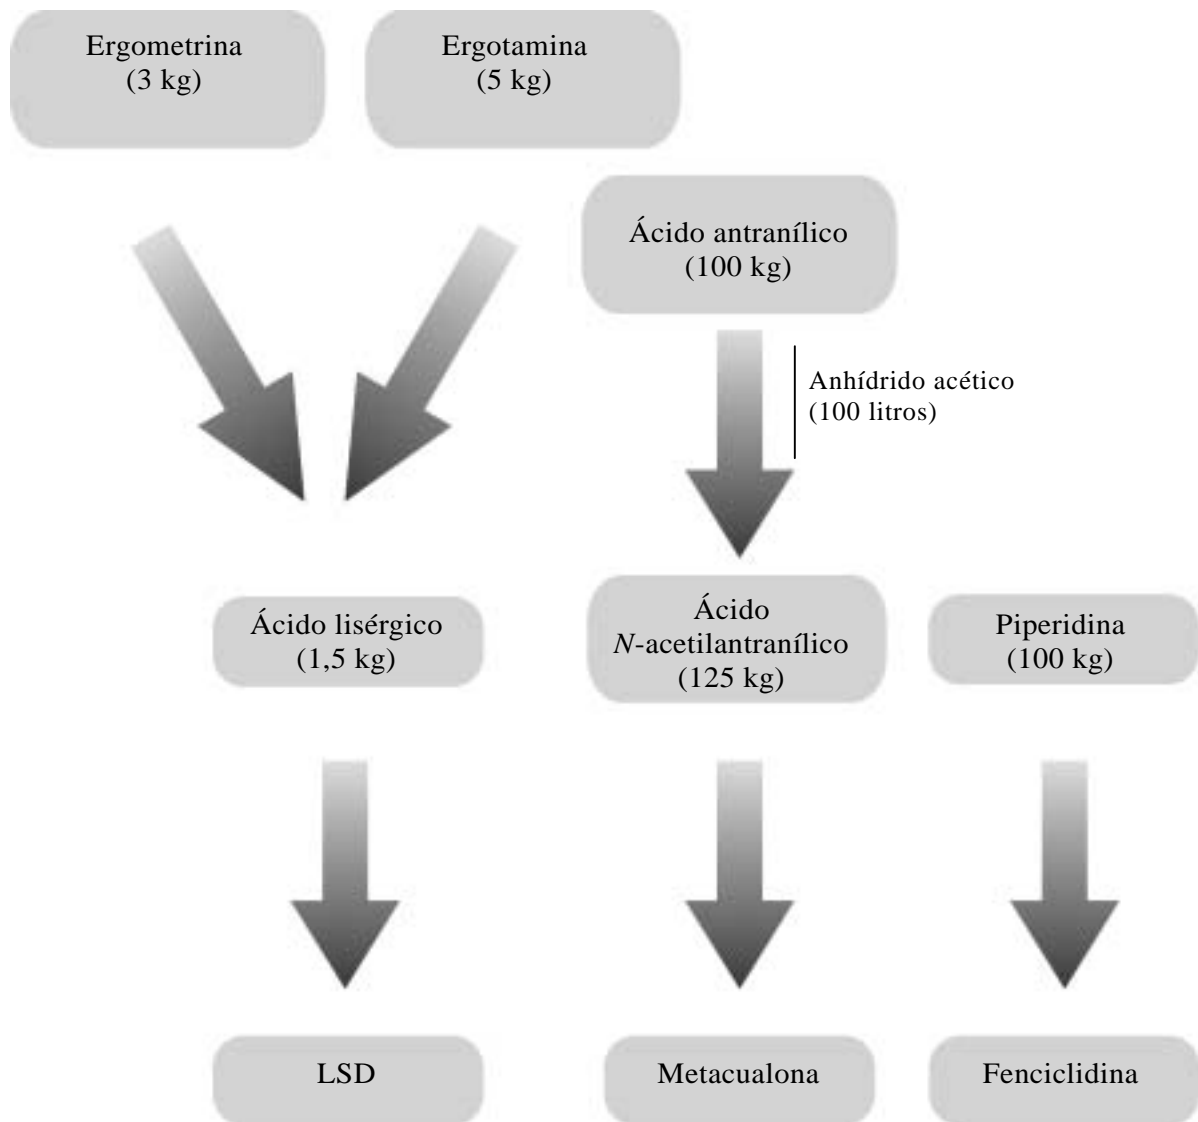 Ergometrina
(3 kg)
Ergotamina
(5 kg)
Ácido antranílico
(100 kg)
Anhídrido acético
(100 litros)
Ácido lisérgico
(1,5 kg)
Ácido
N-acetilantranílico
(125 kg)
Piperidina
(100 kg)
LSD
Metacualona
Fenciclidina